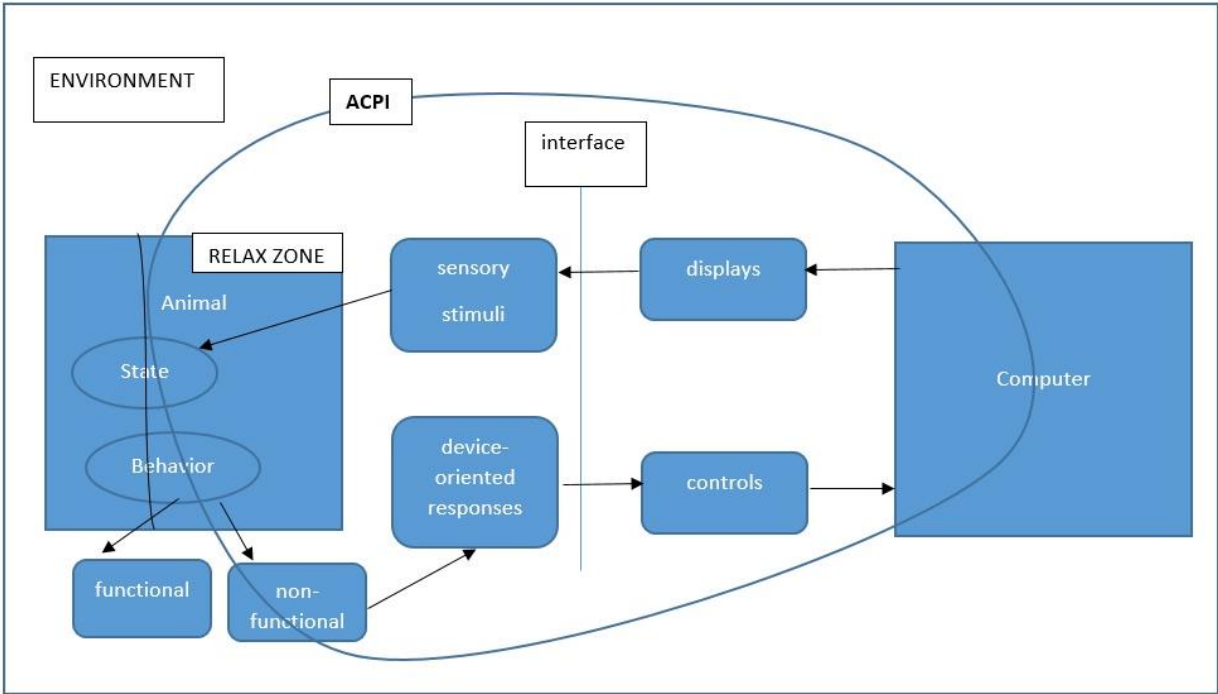 ENVIRONMENT
ACPI
interface
RELAX ZONE
Animal
sensory
stimuli
displays
State
Computer
Behavior
device-
oriented
responses
controls
functional
non-
functional